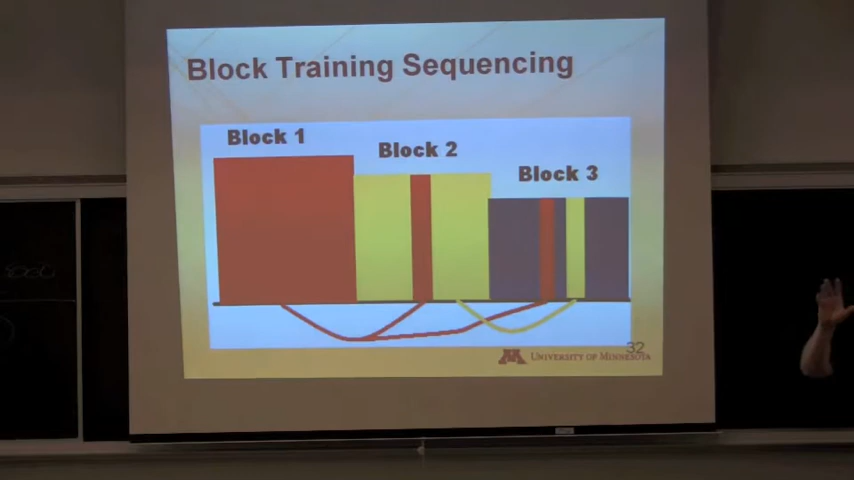 Block Training Sequencing
Block 1
Block 2
Block 3
32
UNIVERSITY OF MINNESOTA